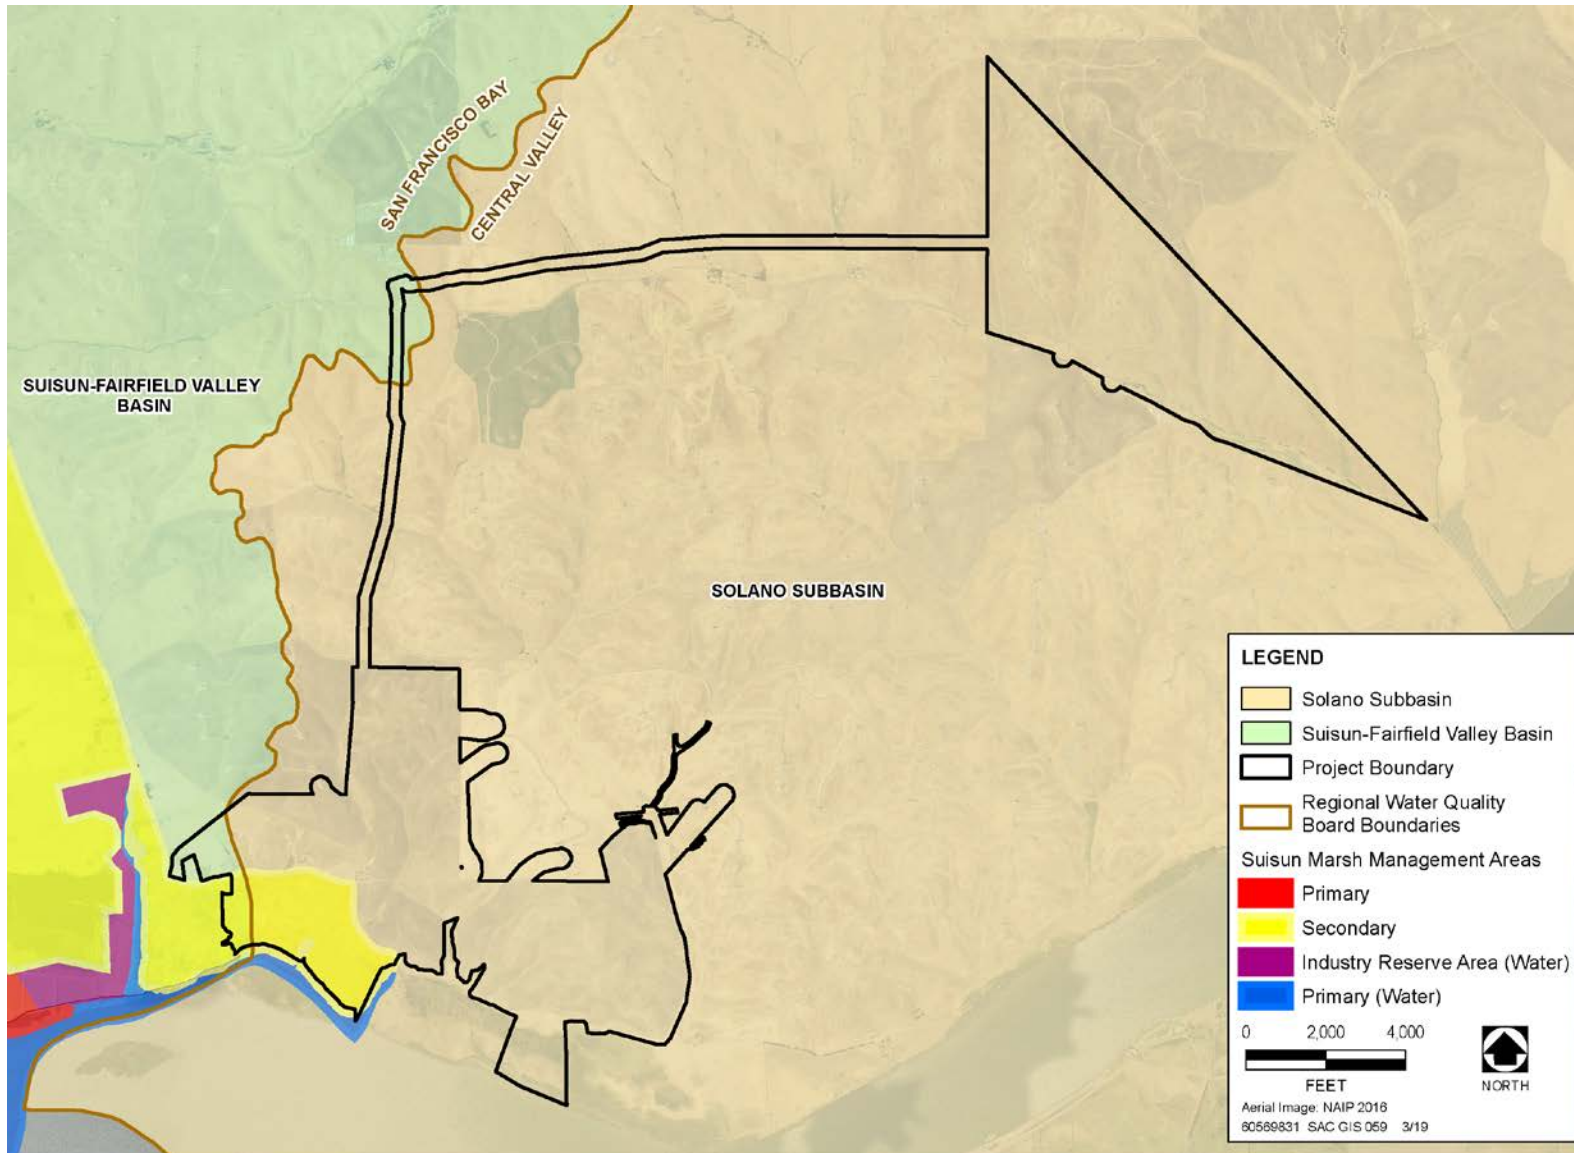 SAN FRANCISCO BAY
CENTRAL VALLEY
SUISUN-FAIRFIELD VALLEY
BASIN
SOLANO SUBBASIN
LEGEND
Solano Subbasin
Suisun-Fairfield Valley Basin
Project Boundary
Regional Water Quality
Board Boundaries
Suisun Marsh Management Areas
Primary
Secondary
Industry Reserve Area (Water)
Primary (Water)
0 2,000 4,000
FEET
NORTH
Aerial Image: NAIP 2016
60569831 SAC GIS 059 3/19